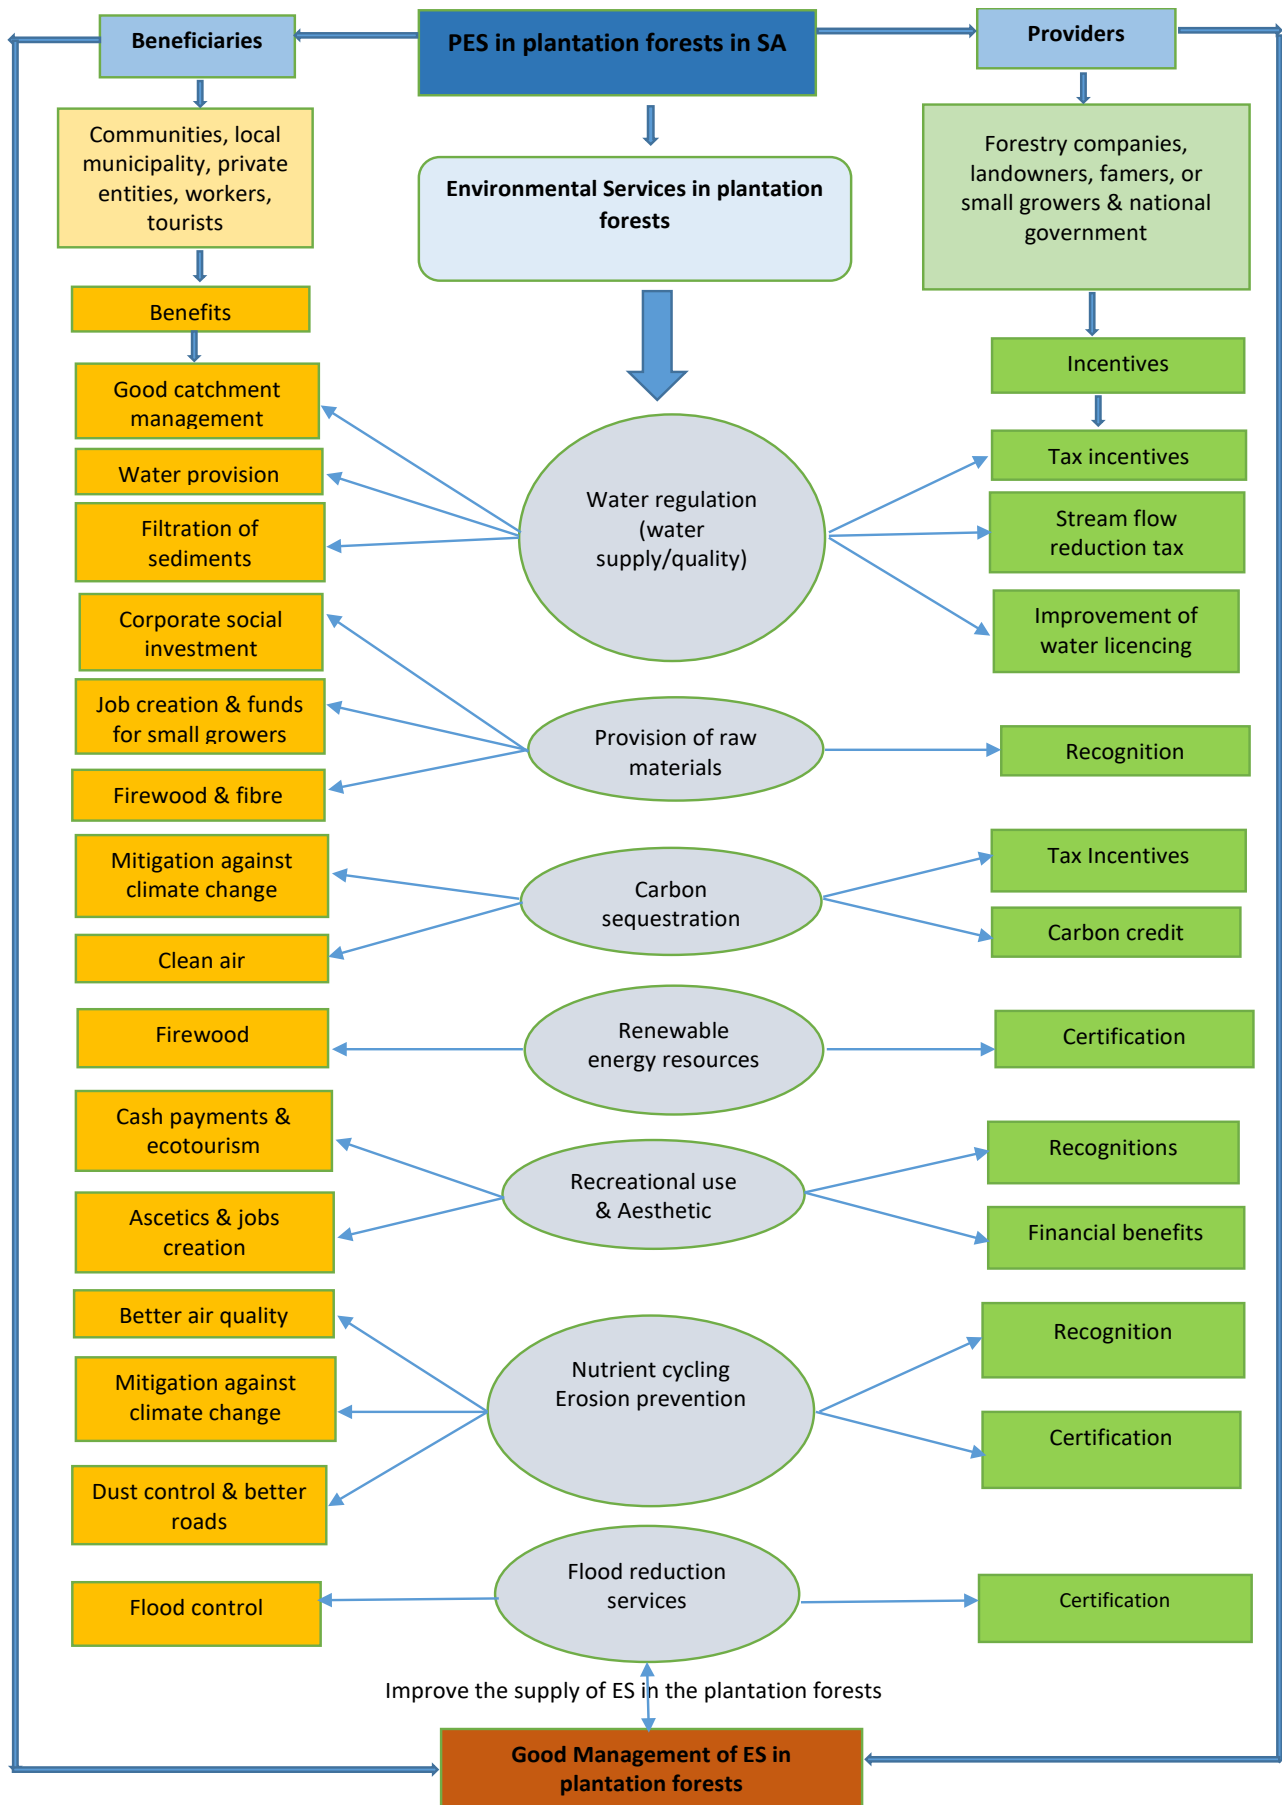 Beneficiaries
PES in plantation forests in SA
Providers
Communities, local
municipality, private
entities, workers,
tourists
Environmental Services in plantation
forests
Forestry companies,
landowners, famers, or
small growers & national
government
Benefits
Incentives
Good catchment
management
Water provision
Filtration of
sediments
Water regulation
(water
supply/quality)
Tax incentives
Stream flow
reduction tax
Improvement of
water licencing
Corporate social
investment
Job creation & funds
for small growers
Firewood & fibre
Provision of raw
materials
Recognition
Mitigation against
climate change
Clean air
Carbon
sequestration
Tax Incentives
Carbon credit
Firewood
Renewable
energy resources
Certification
Cash payments &
ecotourism
Ascetics & jobs
creation
Recreational use
& Aesthetic
Recognitions
Financial benefits
Better air quality
Mitigation against
climate change
Dust control & better
roads
Nutrient cycling
Erosion prevention
Recognition
Certification
Flood control
Flood reduction
services
Certification
Improve the supply of ES in the plantation forests
Good Management of ES in
plantation forests